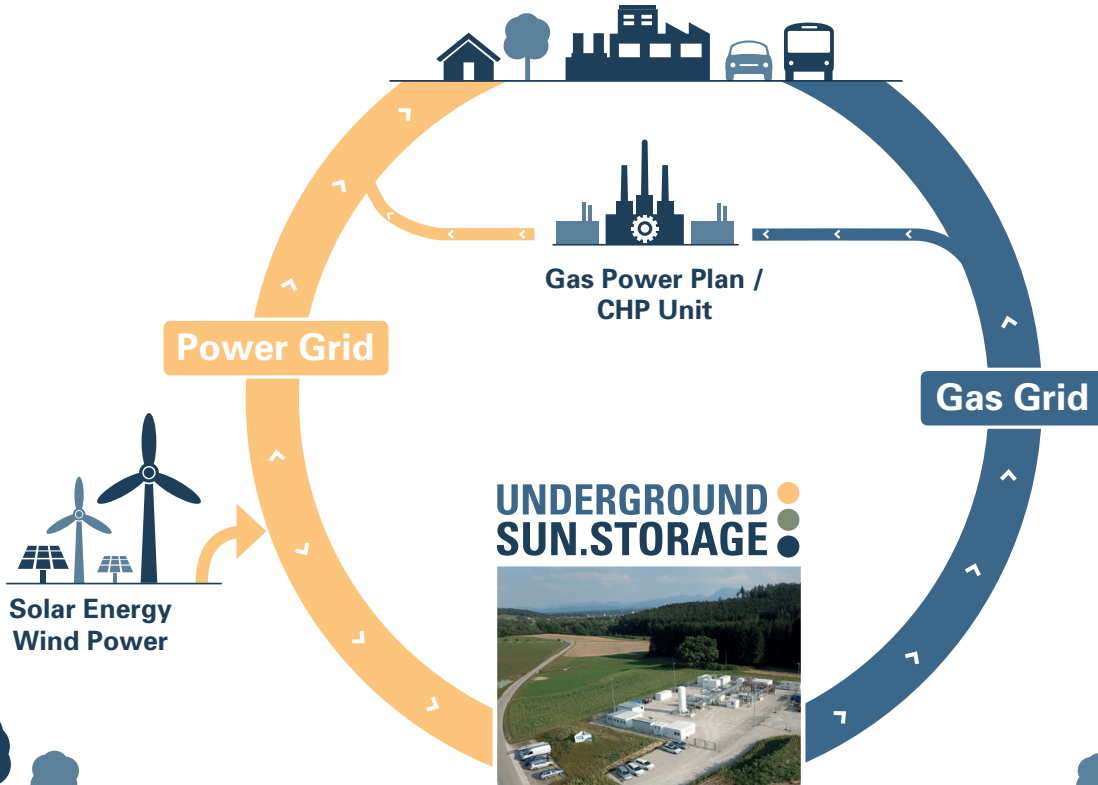 Gas Power Plan /
CHP Unit
Power Grid
Gas Grid
UNDERGROUND
SUN.STORAGE
Solar Energy
Wind Power